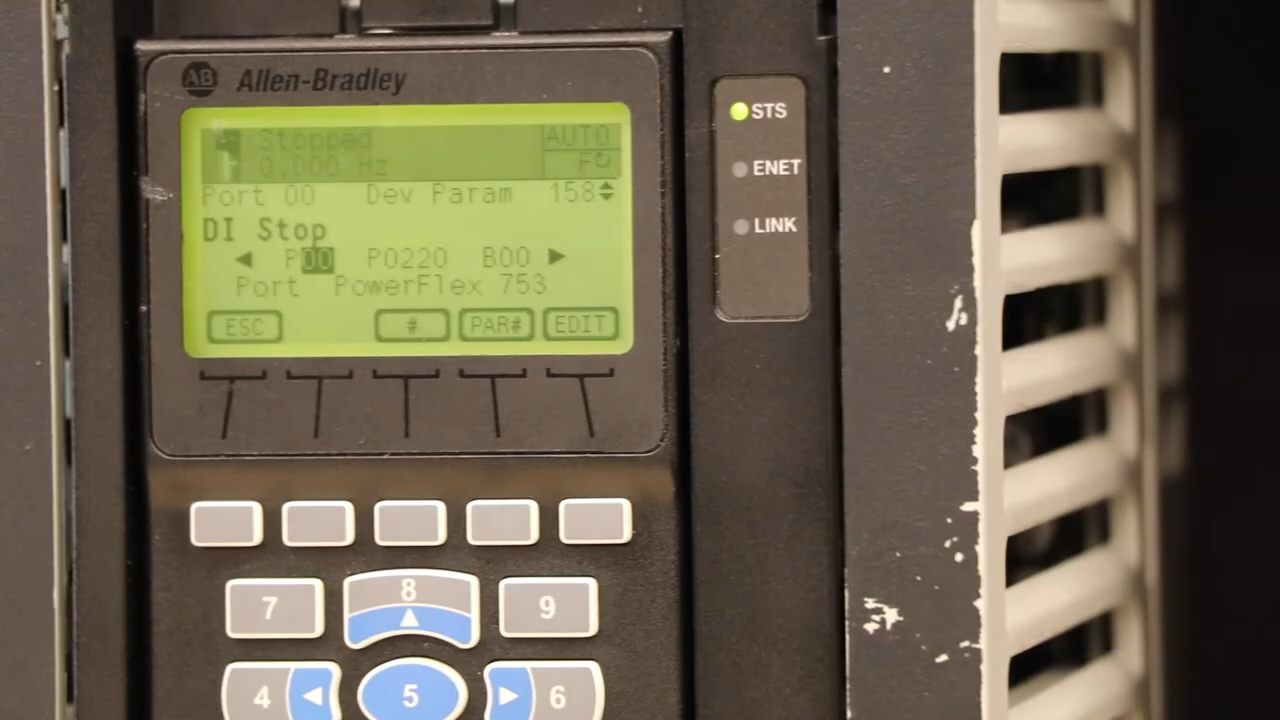 AB Allen-Bradley
Stopped AUTO
0.000 Hz F
Port 00 Dev Param 158
DI Stop
P00 P0220 B00
Port PowerFlex 753
ESC # PAR# EDIT
STS
ENET
LINK
7 8 9
4 5 6